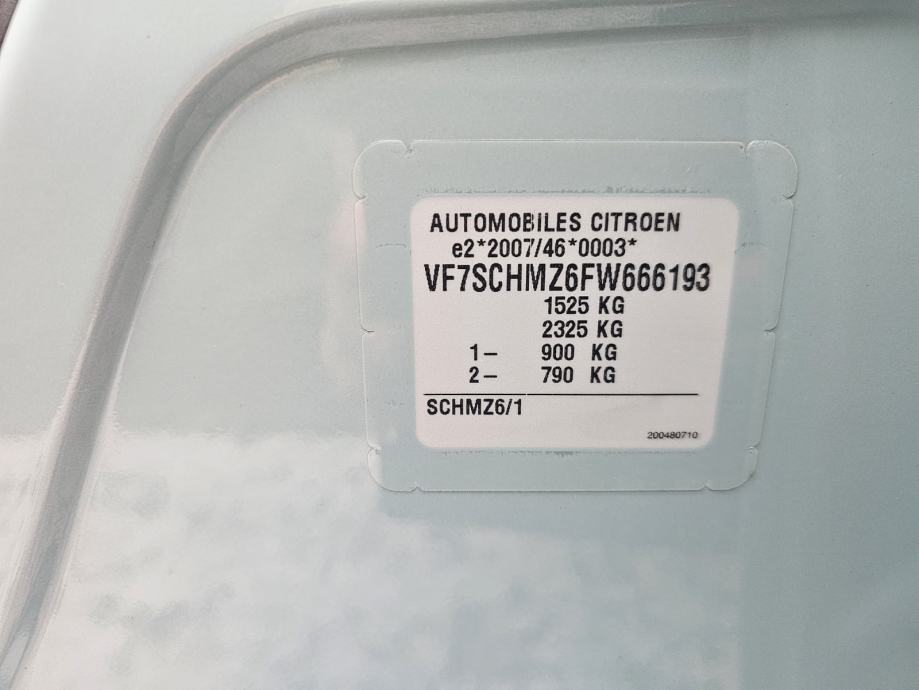 AUTOMOBILES CITROEN
e2*2007/46*0003*
VF7SCHMZ6FW666193
1525 KG
2325 KG
1– 900 KG
2– 790 KG
SCHMZ6/1
200480710